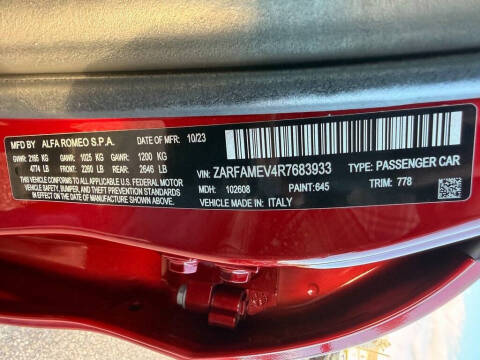 MFD BY ALFA ROMEO S.P.A. DATE OF MFR: 10/23
GVWR: 2165 KG GAWR: 1025 KG GAWR: 1200 KG
4774 LB FRONT: 2260 LB REAR: 2646 LB
THIS VEHICLE CONFORMS TO ALL APPLICABLE U.S. FEDERAL MOTOR
VEHICLE SAFETY, BUMPER, AND THEFT PREVENTION STANDARDS
IN EFFECT ON THE DATE OF MANUFACTURE SHOWN ABOVE.
VIN: ZARFAMEV4R7683933 TYPE: PASSENGER CAR
MDH: 102608 PAINT:645 TRIM: 778
VEHICLE MADE IN: ITALY